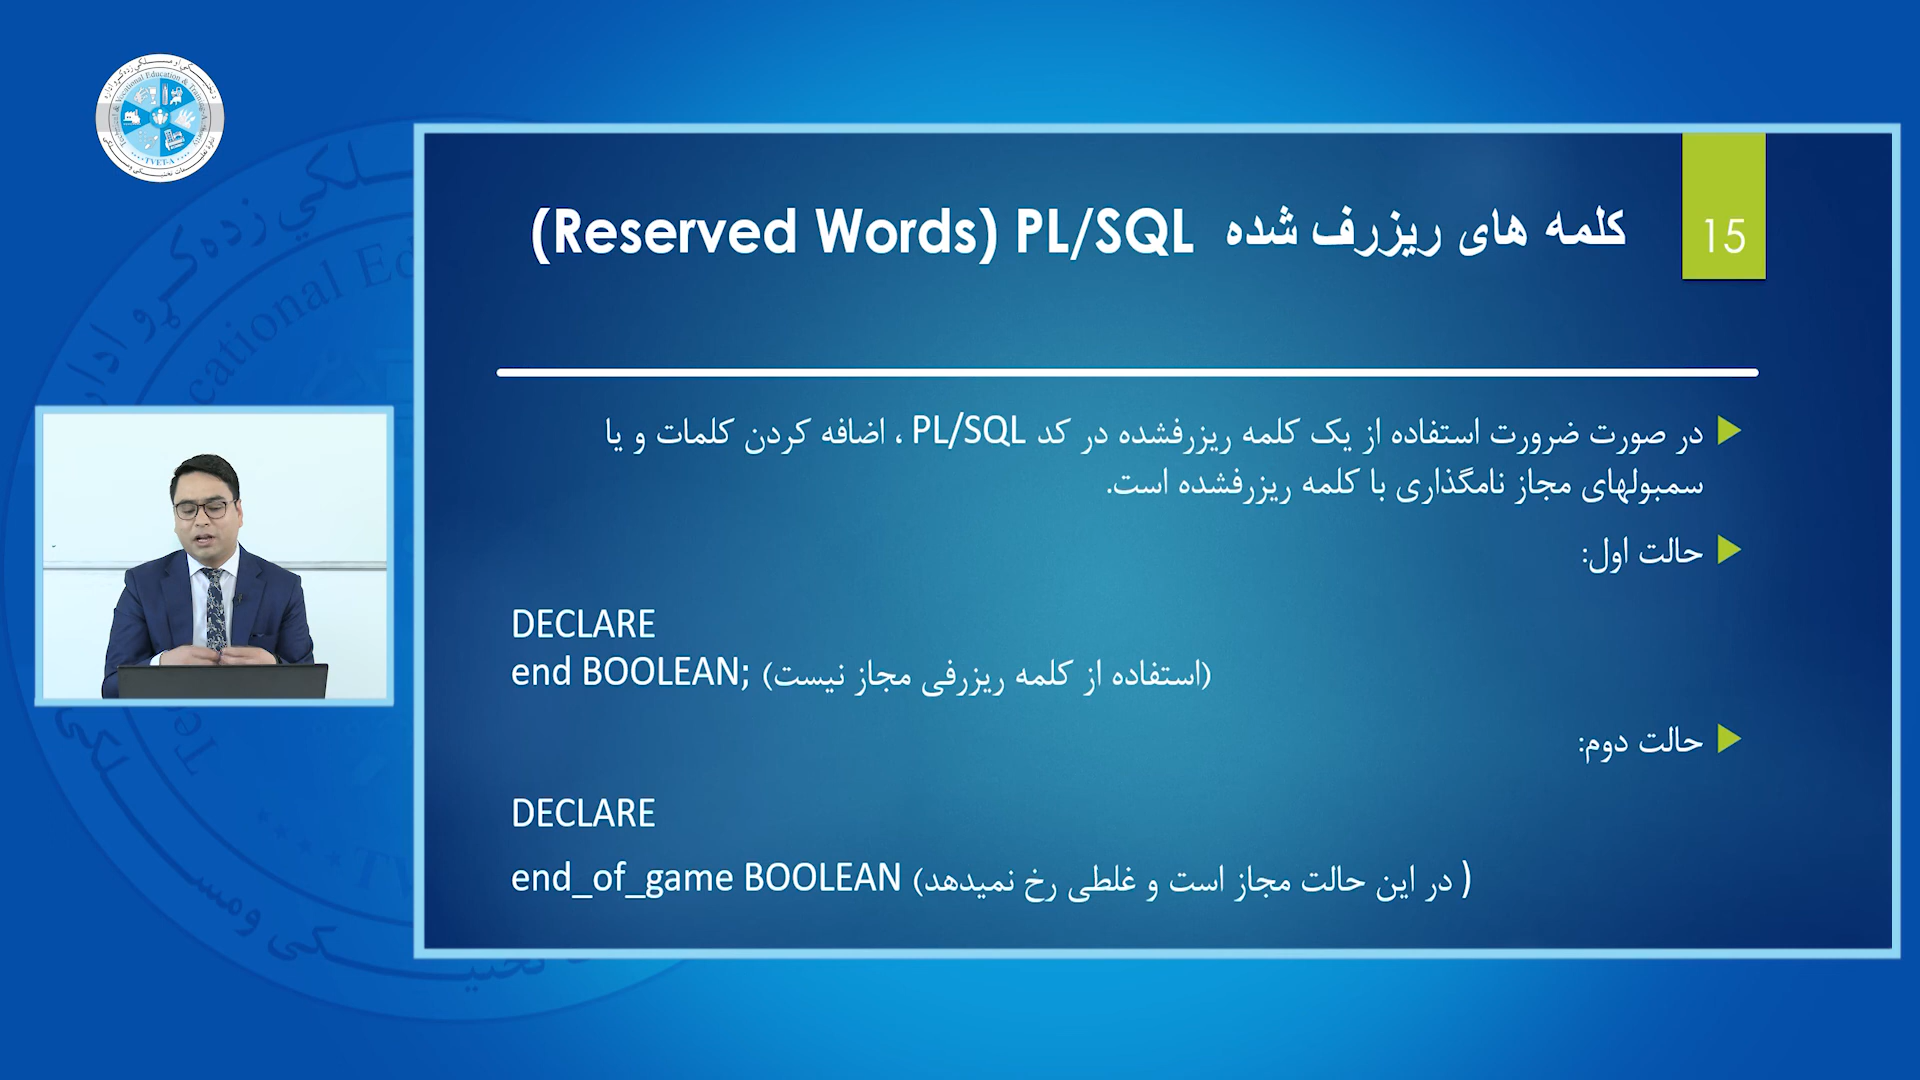 کلمه های ریزرف شده PL/SQL (Reserved Words)
15
در صورت ضرورت استفاده از یک کلمه ریزرفشده در کد PL/SQL ، اضافه کردن کلمات و یا
سمبولهای مجاز نامگذاری با کلمه ریزرفشده است.
حالت اول:
DECLARE
end BOOLEAN; (استفاده از کلمه ریزرفی مجاز نیست)
حالت دوم:
DECLARE
end_of_game BOOLEAN ( در این حالت مجاز است و غلطی رخ نمیدهد)
TVET-A